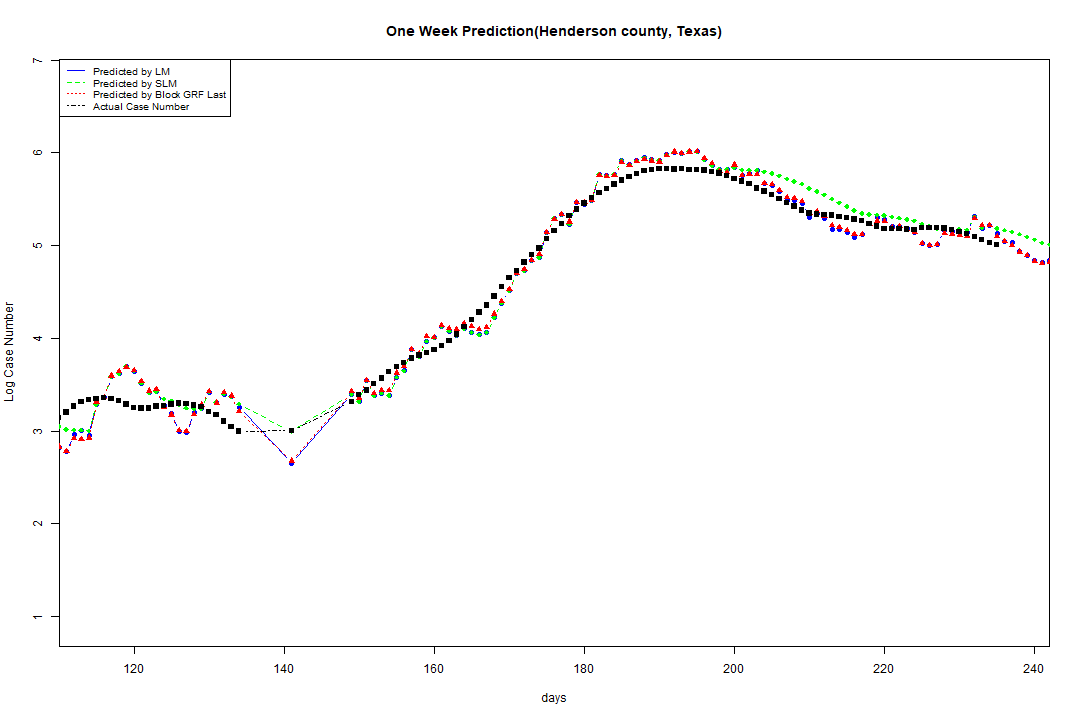 One Week Prediction(Henderson county, Texas)
Predicted by LM
Predicted by SLM
Predicted by Block GRF Last
Actual Case Number
Log Case Number
7
6
5
4
3
2
1
120 140 160 180 200 220 240
days